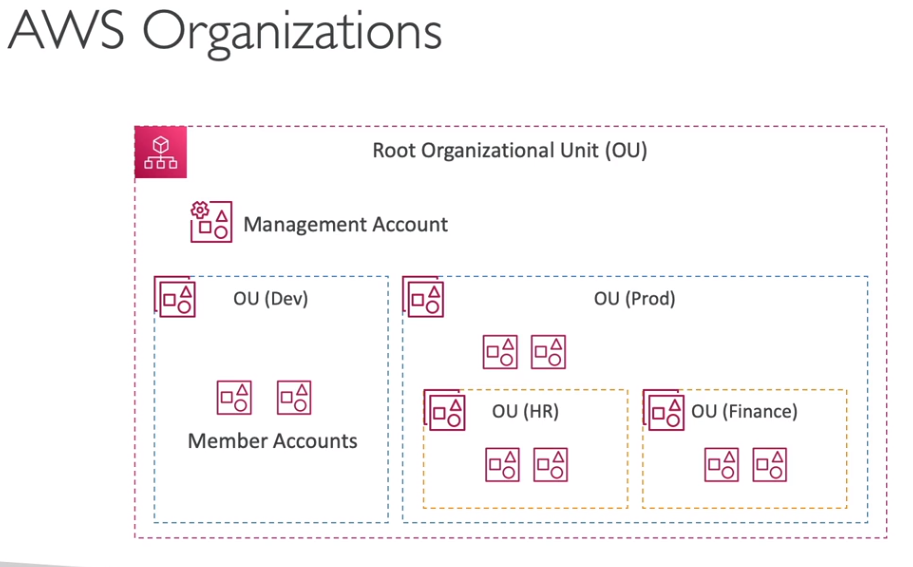 AWS Organizations
Root Organizational Unit (OU)
Management Account
OU (Dev)
OU (Prod)
Member Accounts
OU (HR)
OU (Finance)